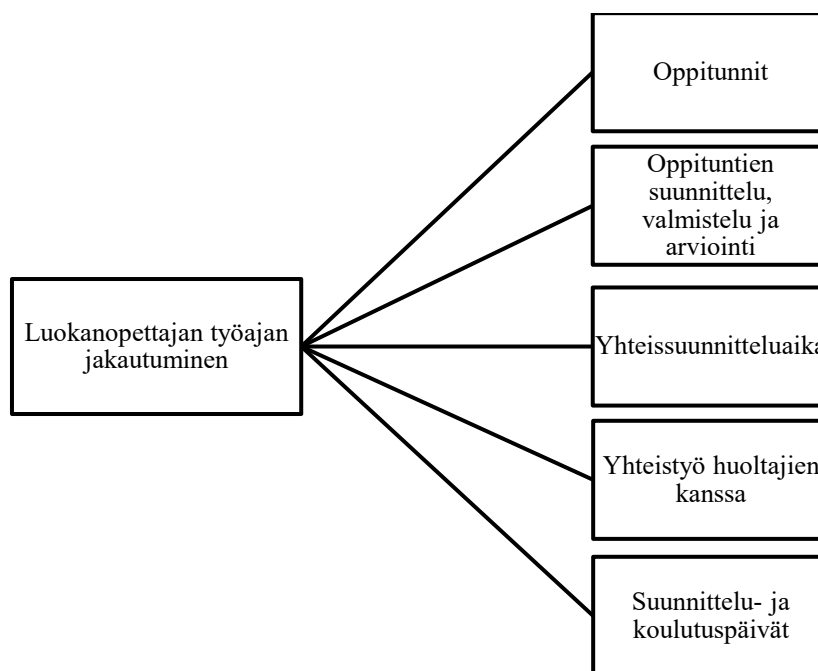 Oppitunnit
Oppituntien
suunnittelu,
valmistelu ja
arviointi
Luokanopettajan työajan
jakautuminen
Yhteissuunnitteluaika
Yhteistyö huoltajien
kanssa
Suunnittelu- ja
koulutuspäivät